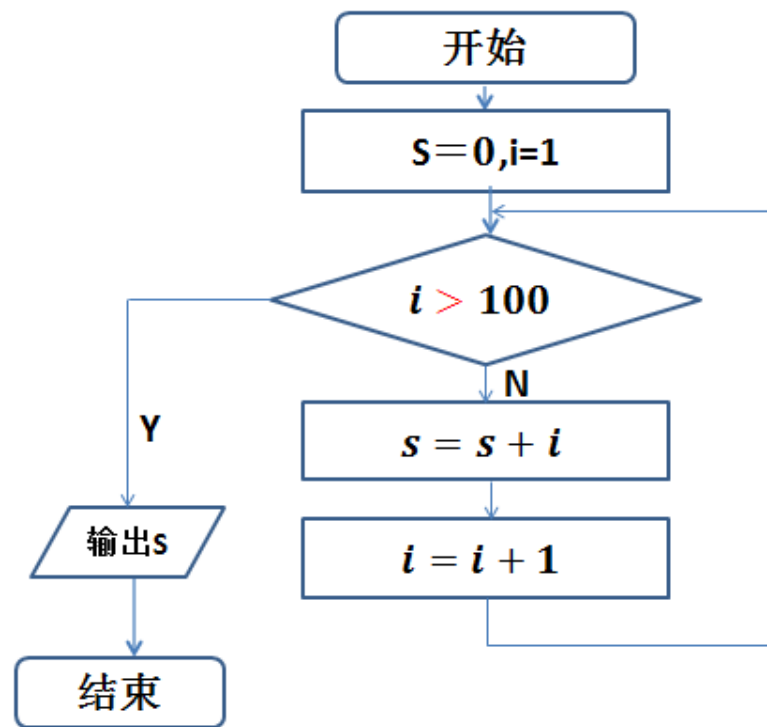 开始
S＝0,i=1
i > 100
N
Y
s = s + i
输出s
i = i + 1
结束